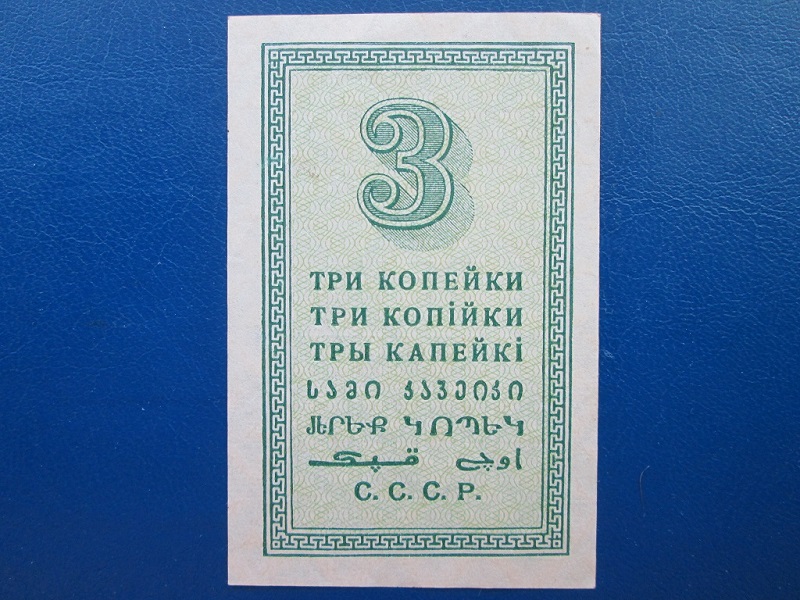 3
ТРИ КОПЕЙКИ
ТРИ КОПІЙКИ
ТРЫ КАПЕЙКІ
სამი კაპეიკი
ԵՐԵՔ ԿՈՊԵԿ
اوچ قپیک
С. С. С. Р.